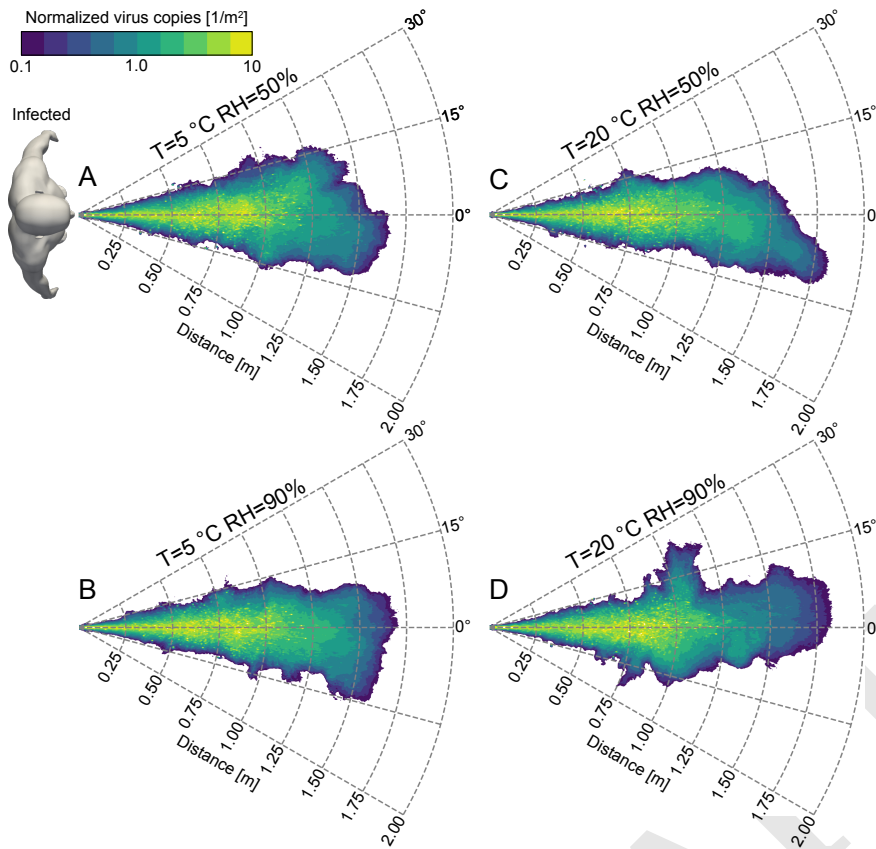 Normalized virus copies [1/m²]
0.1 1.0 10
Infected
A
T=5 °C RH=50%
30°
15°
0°
0.25
0.50
0.75
1.00
1.25
1.50
1.75
2.00
Distance [m]
C
T=20 °C RH=50%
30°
15°
0
0.25
0.50
0.75
1.00
1.25
1.50
1.75
2.00
Distance [m]
B
T=5 °C RH=90%
30°
15°
0°
0.25
0.50
0.75
1.00
1.25
1.50
1.75
2.00
Distance [m]
D
T=20 °C RH=90%
30°
15°
0
0.25
0.50
0.75
1.00
1.25
1.50
1.75
2.00
Distance [m]